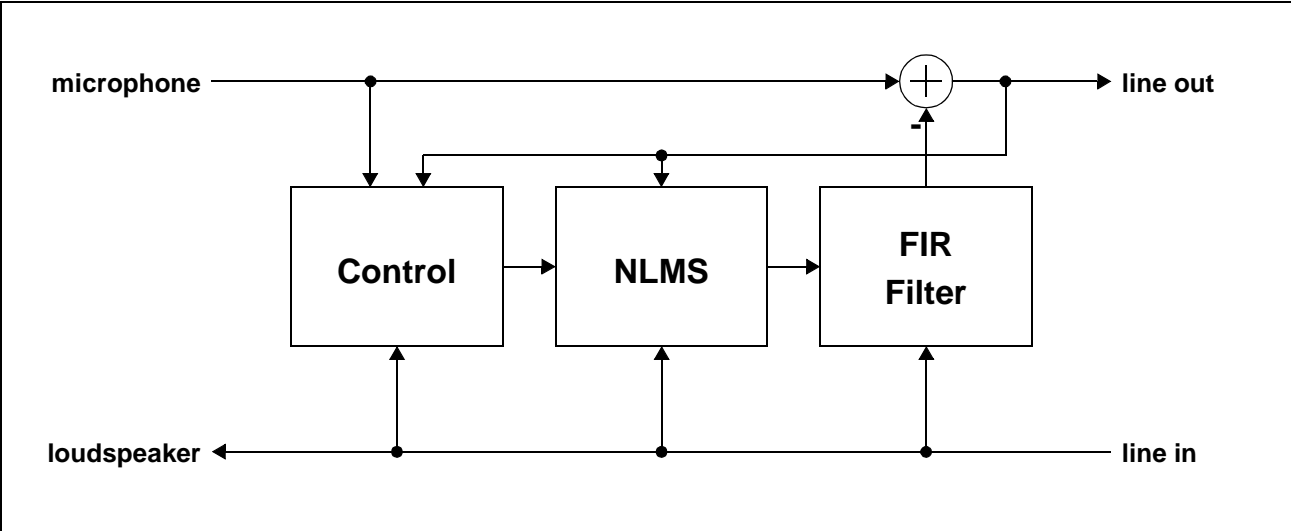 microphone
line out
-
Control
NLMS
FIR
Filter
loudspeaker
line in